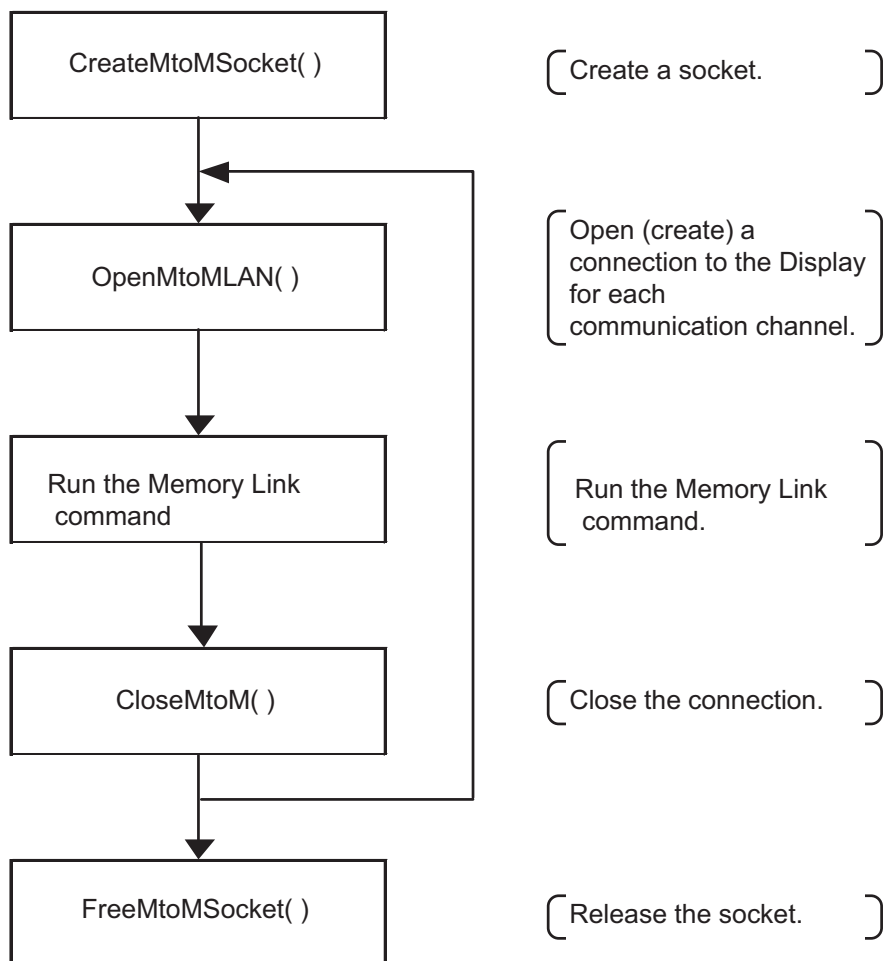 CreateMtoMSocket( )
Create a socket.
OpenMtoMLAN( )
Open (create) a
connection to the Display
for each
communication channel.
Run the Memory Link
command
Run the Memory Link
command.
CloseMtoM( )
Close the connection.
FreeMtoMSocket( )
Release the socket.